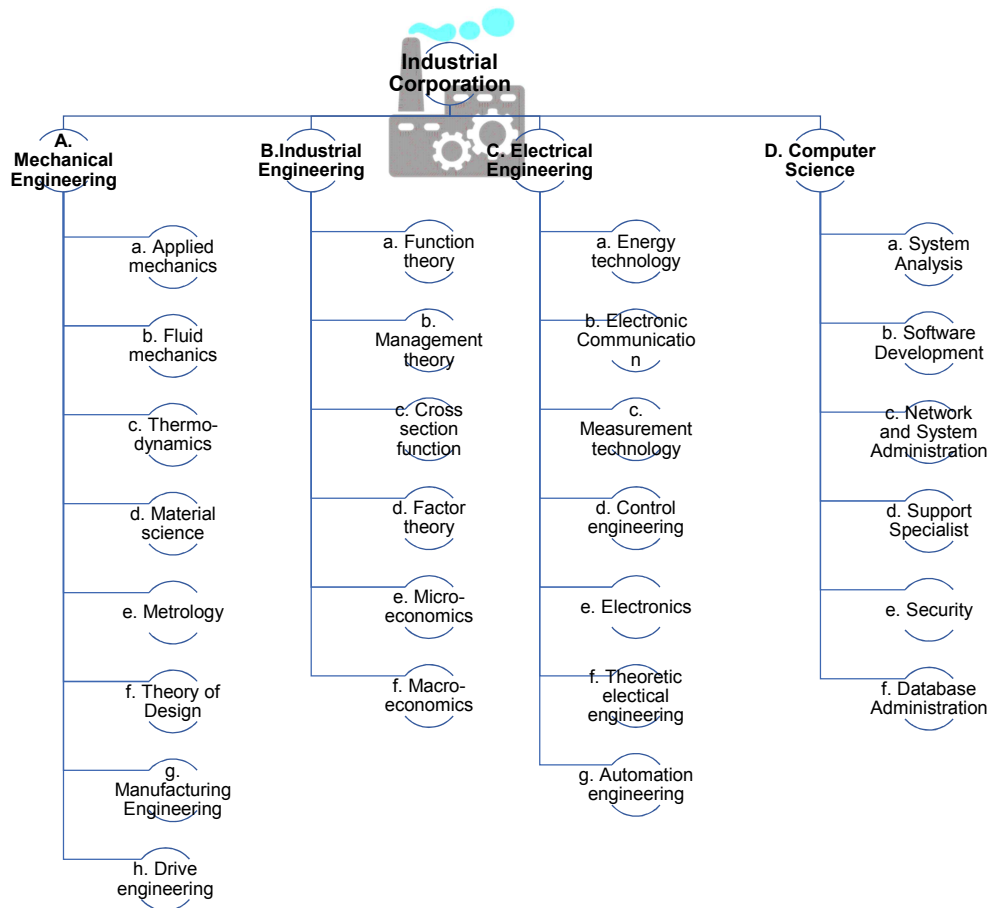 Industrial
Corporation
A.
Mechanical
Engineering
a. Applied
mechanics
b. Fluid
mechanics
c. Thermo-
dynamics
d. Material
science
e. Metrology
f. Theory of
Design
g.
Manufacturing
Engineering
h. Drive
engineering
B.Industrial
Engineering
a. Function
theory
b.
Management
theory
c. Cross
section
function
d. Factor
theory
e. Micro-
economics
f. Macro-
economics
C. Electrical
Engineering
a. Energy
technology
b. Electronic
Communicatio
n
c.
Measurement
technology
d. Control
engineering
e. Electronics
f. Theoretic
electical
engineering
g. Automation
engineering
D. Computer
Science
a. System
Analysis
b. Software
Development
c. Network
and System
Administration
d. Support
Specialist
e. Security
f. Database
Administration